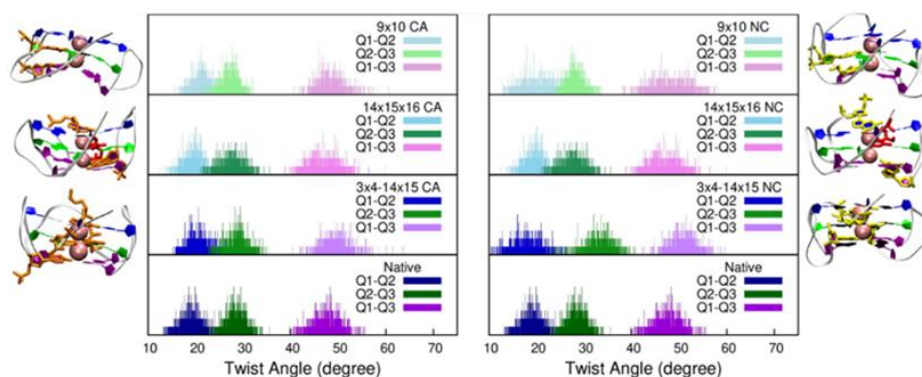 9x10 CA
Q1-Q2
Q2-Q3
Q1-Q3
14x15x16 CA
Q1-Q2
Q2-Q3
Q1-Q3
3x4-14x15 CA
Q1-Q2
Q2-Q3
Q1-Q3
Native
Q1-Q2
Q2-Q3
Q1-Q3
10 20 30 40 50 60 70
Twist Angle (degree)
9x10 NC
Q1-Q2
Q2-Q3
Q1-Q3
14x15x16 NC
Q1-Q2
Q2-Q3
Q1-Q3
3x4-14x15 NC
Q1-Q2
Q2-Q3
Q1-Q3
Native
Q1-Q2
Q2-Q3
Q1-Q3
10 20 30 40 50 60 70
Twist Angle (degree)